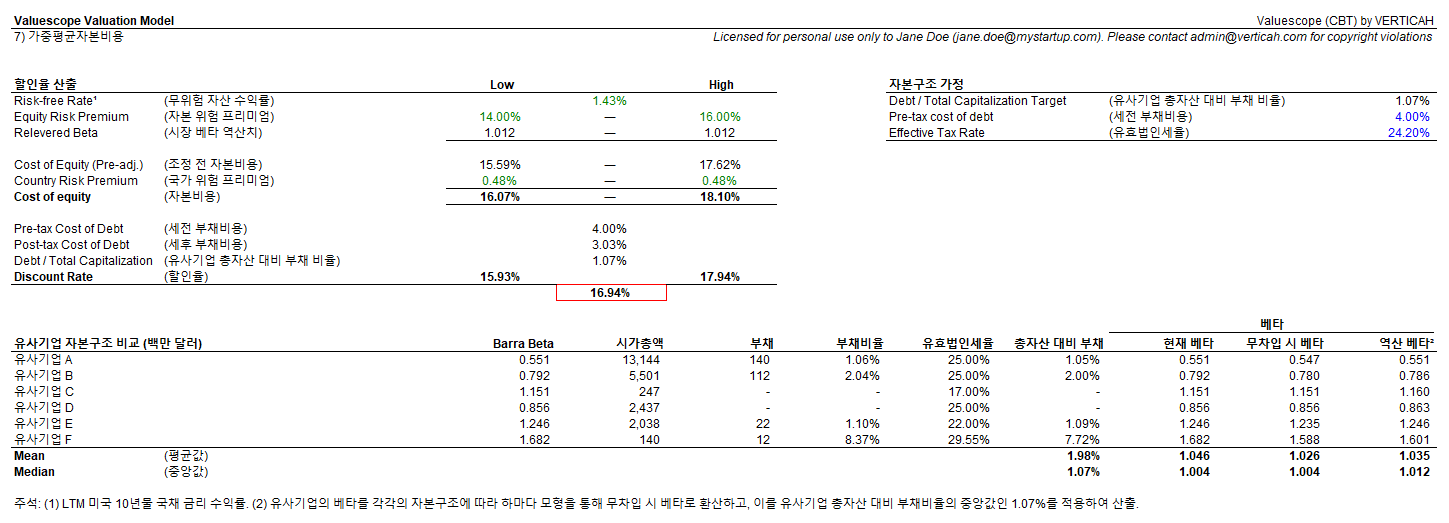 Valuescope Valuation Model Valuescope (CBT) by VERTICAH
7) 가중평균자본비용 Licensed for personal use only to Jane Doe (jane.doe@mystartup.com). Please contact admin@verticah.com for copyright violations
할인율 산출 Low High
Risk-free Rate¹ (무위험 자산 수익률) 1.43%
Equity Risk Premium (자본 위험 프리미엄) 14.00% — 16.00%
Relevered Beta (시장 베타 역산치) 1.012 — 1.012
Cost of Equity (Pre-adj.) (조정 전 자본비용) 15.59% — 17.62%
Country Risk Premium (국가 위험 프리미엄) 0.48% — 0.48%
Cost of equity (자본비용) 16.07% — 18.10%
Pre-tax Cost of Debt (세전 부채비용) 4.00%
Post-tax Cost of Debt (세후 부채비용) 3.03%
Debt / Total Capitalization (유사기업 총자산 대비 부채 비율) 1.07%
Discount Rate (할인율) 15.93% 17.94%
16.94%
자본구조 가정
Debt / Total Capitalization Target (유사기업 총자산 대비 부채 비율) 1.07%
Pre-tax cost of debt (세전 부채비용) 4.00%
Effective Tax Rate (유효법인세율) 24.20%
베타
유사기업 자본구조 비교 (백만 달러) Barra Beta 시가총액 부채 부채비율 유효법인세율 총자산 대비 부채 현재 베타 무차입 시 베타 역산 베타²
유사기업 A 0.551 13,144 140 1.06% 25.00% 1.05% 0.551 0.547 0.551
유사기업 B 0.792 5,501 112 2.04% 25.00% 2.00% 0.792 0.780 0.786
유사기업 C 1.151 247 - - 17.00% - 1.151 1.151 1.160
유사기업 D 0.856 2,437 - - 25.00% - 0.856 0.856 0.863
유사기업 E 1.246 2,038 22 1.10% 22.00% 1.09% 1.246 1.235 1.246
유사기업 F 1.682 140 12 8.37% 29.55% 7.72% 1.682 1.588 1.601
Mean (평균값) 1.98% 1.046 1.026 1.035
Median (중앙값) 1.07% 1.004 1.004 1.012
주석: (1) LTM 미국 10년물 국채 금리 수익률. (2) 유사기업의 베타를 각각의 자본구조에 따라 하마다 모형을 통해 무차입 시 베타로 환산하고, 이를 유사기업 총자산 대비 부채비율의 중앙값인 1.07%를 적용하여 산출.